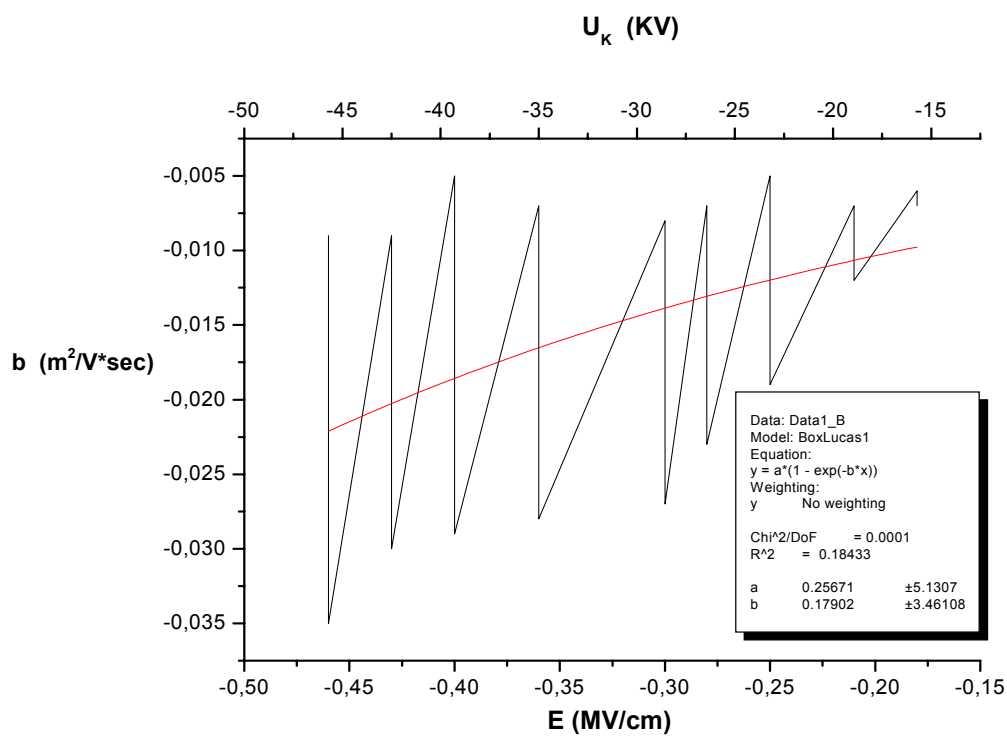 U_K (KV)
-50 -45 -40 -35 -30 -25 -20 -15
-0,005
-0,010
-0,015
b (m²/V*sec)
-0,020
-0,025
-0,030
-0,035
Data: Data1_B
Model: BoxLucas1
Equation:
y = a*(1 - exp(-b*x))
Weighting:
y No weighting
Chi^2/DoF = 0.0001
R^2 = 0.18433
a 0.25671 ±5.1307
b 0.17902 ±3.46108
-0,50 -0,45 -0,40 -0,35 -0,30 -0,25 -0,20 -0,15
E (MV/cm)